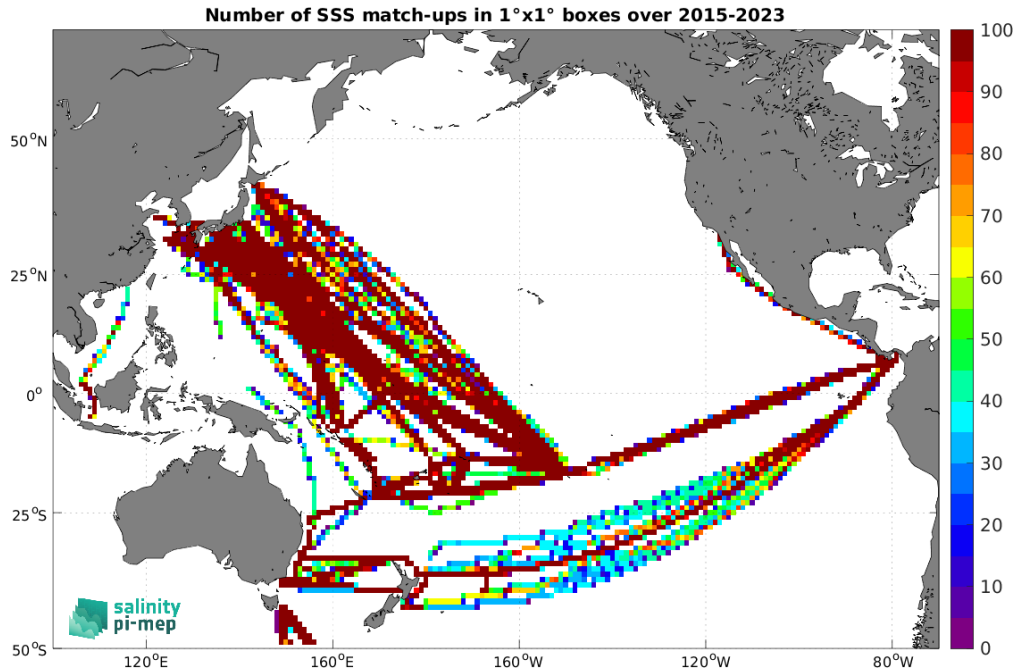 Number of SSS match-ups in 1°x1° boxes over 2015-2023
50°N
25°N
0°
25°S
50°S
120°E
160°E
160°W
120°W
80°W
100
90
80
70
60
50
40
30
20
10
0
salinity
pi-mep